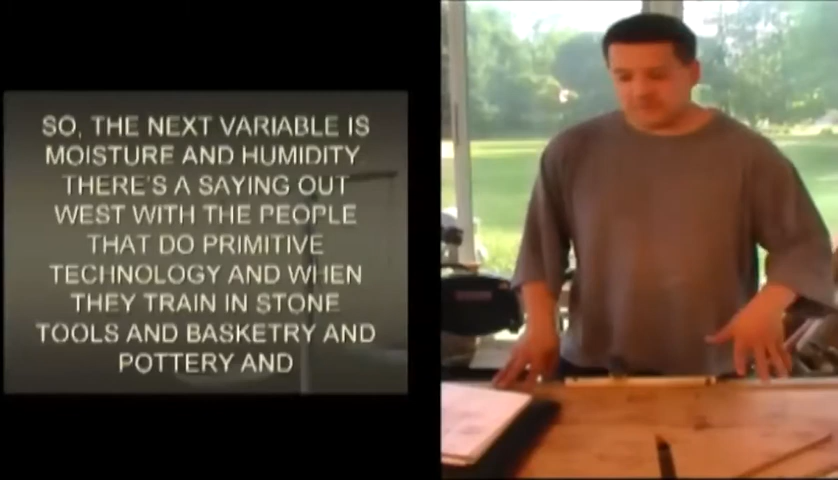 SO, THE NEXT VARIABLE IS
MOISTURE AND HUMIDITY
THERE'S A SAYING OUT
WEST WITH THE PEOPLE
THAT DO PRIMITIVE
TECHNOLOGY AND WHEN
THEY TRAIN IN STONE
TOOLS AND BASKETRY AND
POTTERY AND